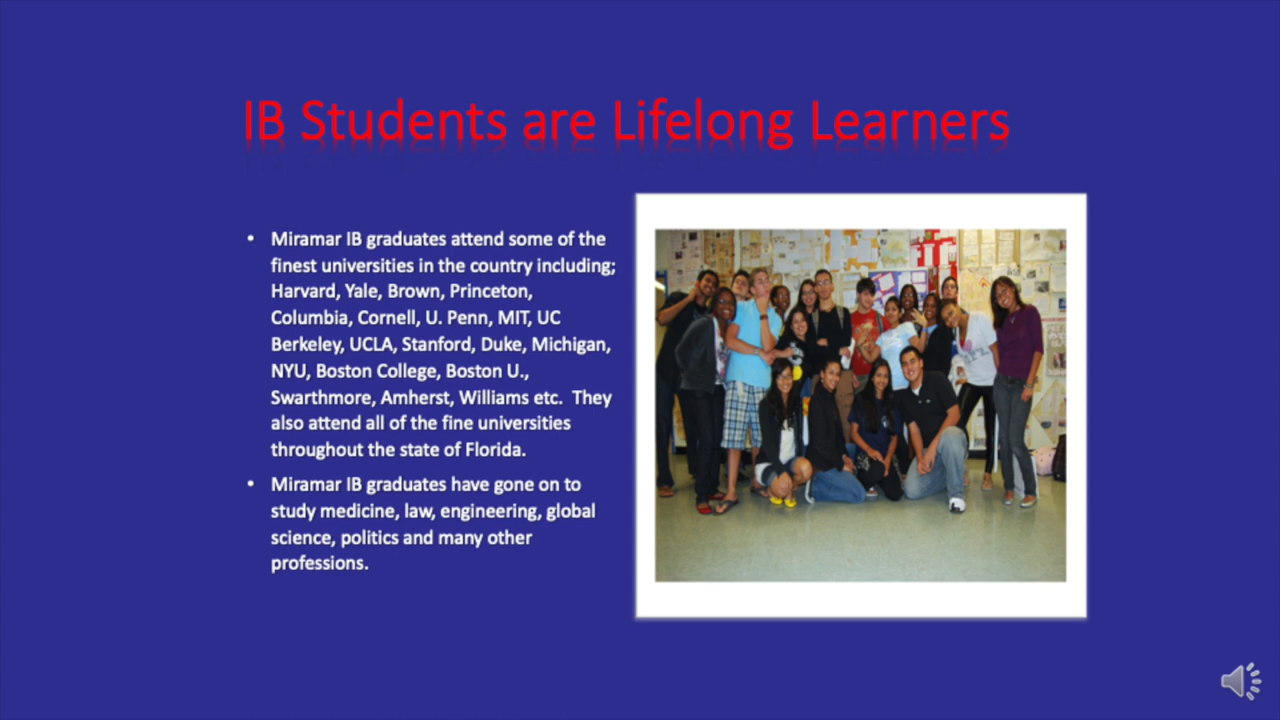 IB Students are Lifelong Learners
• Miramar IB graduates attend some of the
finest universities in the country including;
Harvard, Yale, Brown, Princeton,
Columbia, Cornell, U. Penn, MIT, UC
Berkeley, UCLA, Stanford, Duke, Michigan,
NYU, Boston College, Boston U.,
Swarthmore, Amherst, Williams etc.  They
also attend all of the fine universities
throughout the state of Florida.
• Miramar IB graduates have gone on to
study medicine, law, engineering, global
science, politics and many other
professions.